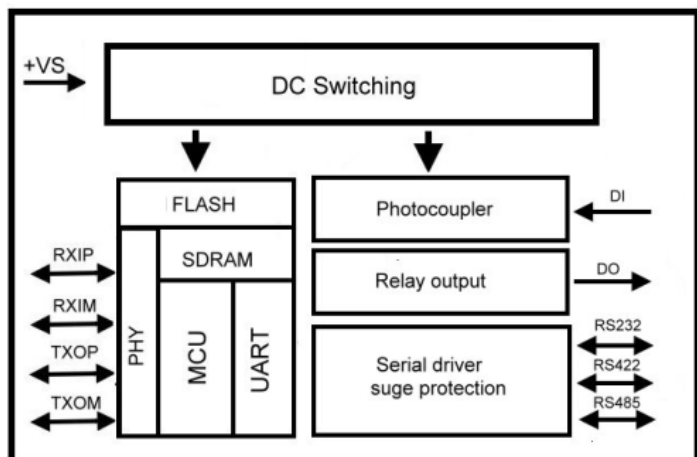 +VS
DC Switching
FLASH
SDRAM
PHY
MCU
UART
RXIP
RXIM
TXOP
TXOM
Photocoupler
DI
Relay output
DO
Serial driver
suge protection
RS232
RS422
RS485